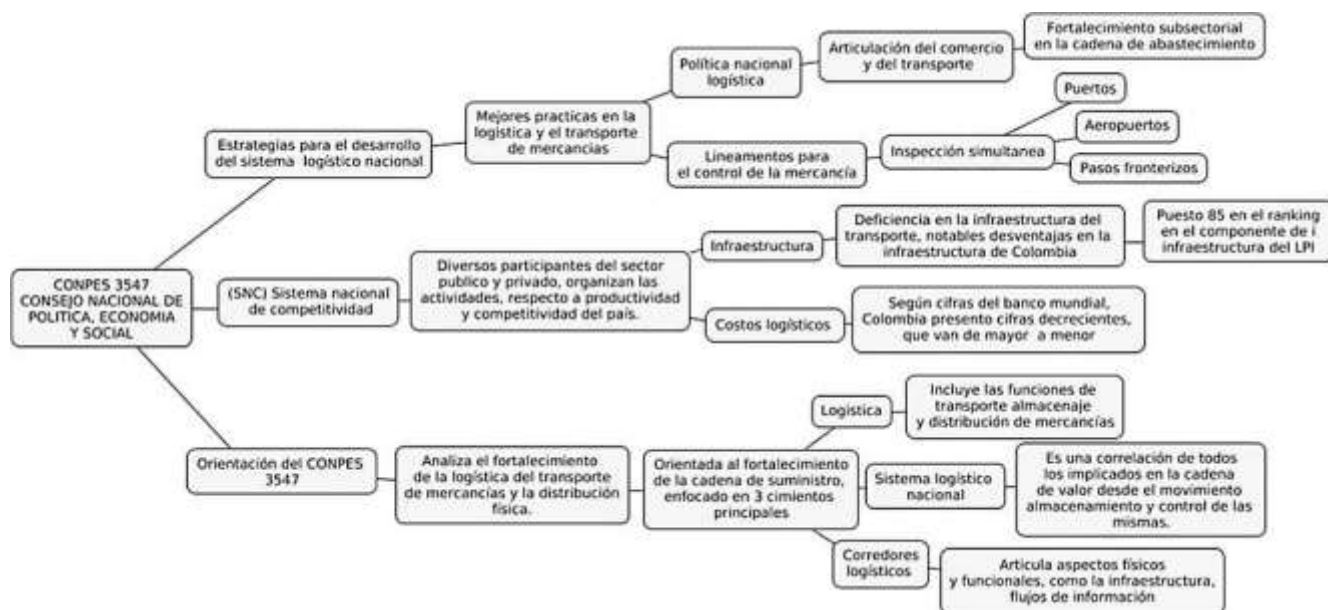 Fortalecimiento subsectorial
en la cadena de abastecimiento
Articulación del comercio
y del transporte
Política nacional
logística
Puertos
Mejores practicas en la
logística y el transporte
de mercancias
Aeropuertos
Estrategias para el desarrollo
del sistema logístico nacional
Lineamentos para
el control de la mercancía
Inspección simultanea
Pasos fronterizos
Deficiencia en la infraestructura del
transporte, notables desventajas en la
infraestructura de Colombia
Puesto 85 en el ranking
en el componente de i
infraestructura del LPI
Infraestructura
CONPES 3547
CONSEJO NACIONAL DE
POLITICA, ECONOMIA
Y SOCIAL
(SNC) Sistema nacional
de competitividad
Diversos participantes del sector
publico y privado, organizan las
actividades, respecto a productividad
y competitividad del país.
Costos logísticos
Según cifras del banco mundial,
Colombia presento cifras decrecientes,
que van de mayor a menor
Logística
Incluye las funciones de
transporte almacenaje
y distribución de mercancías
Orientación del CONPES
3547
Analiza el fortalecimiento
de la logística del transporte
de mercancías y la distribución
física.
Orientada al fortalecimiento
de la cadena de suministro,
enfocado en 3 cimientos
principales
Sistema logístico
nacional
Es una correlación de todos
los implicados en la cadena
de valor desde el movimiento
almacenamiento y control de las
mismas.
Corredores
logísticos
Articula aspectos físicos
y funcionales, como la infraestructura,
flujos de información